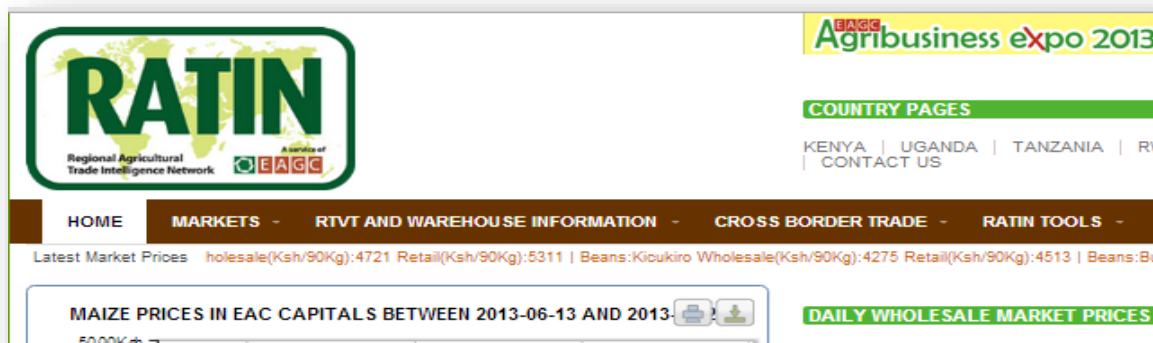 EAGC
Agribusiness expo 2013
RATIN
Regional Agricultural
Trade Intelligence Network
A service of
EAGC
COUNTRY PAGES
KENYA | UGANDA | TANZANIA |
| CONTACT US
HOME MARKETS RTVT AND WAREHOUSE INFORMATION CROSS BORDER TRADE RATIN TOOLS
Latest Market Prices holesale(Ksh/90Kg):4721 Retail(Ksh/90Kg):5311 | Beans:Kicukiro Wholesale(Ksh/90Kg):4275 Retail(Ksh/90Kg):4513 |
MAIZE PRICES IN EAC CAPITALS BETWEEN 2013-06-13 AND 2013-
DAILY WHOLESALE MARKET PRICES